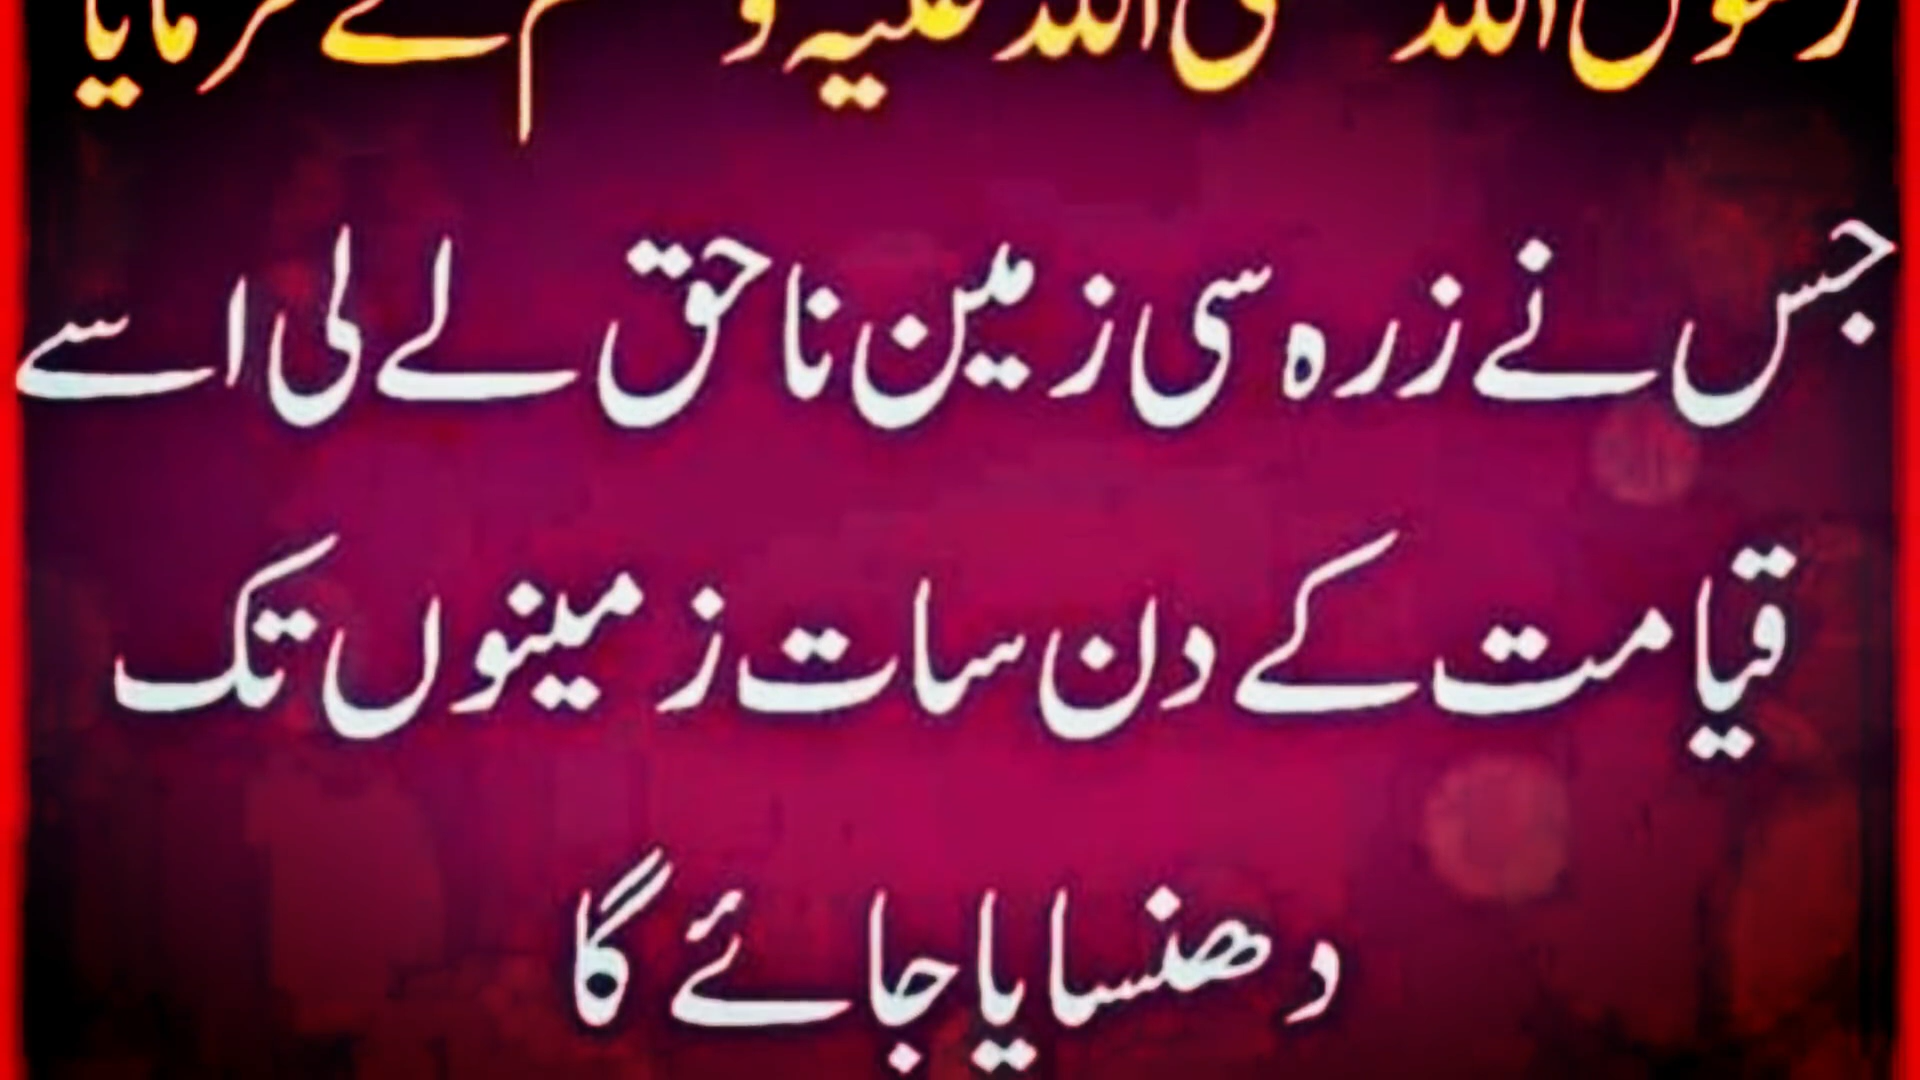 رسول اللہ صلی اللہ علیہ وسلم نے فرمایا
جس نے زرہ سی زمین ناحق لے لی اسے
قیامت کے دن سات زمینوں تک
دھنسایا جائے گا